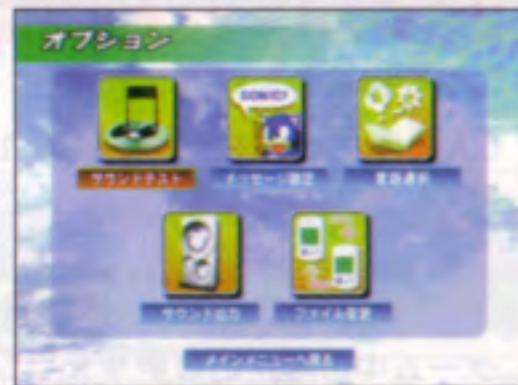 オプション
SONIC!
サウンドテスト
メッセージ設定
言語選択
サウンド出力
ファイル変更
メインメニューへ戻る